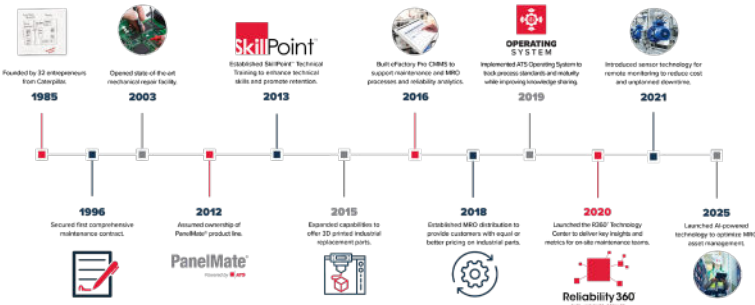 SkillPoint™
OPERATING
SYSTEM
Founded by 32 entrepreneurs
from Caterpillar.
1985
Opened state-of-the-art
mechanical repair facility.
2003
Established SkillPoint™ Technical
Training to enhance technical
skills and promote retention.
2013
Built eFactory Pro CMMS to
support maintenance and MRO
processes and reliability analytics.
2016
Implemented ATS Operating System to
track process standards and maturity
while improving knowledge sharing.
2019
Introduced sensor technology for
remote monitoring to reduce cost
and unplanned downtime.
2021
1996
Secured first comprehensive
maintenance contract.
2012
Assumed ownership of
PanelMate® product line.
PanelMate®
Powered by ATS
2015
Expanded capabilities to
offer 3D printed industrial
replacement parts.
2018
Established MRO distribution to
provide customers with equal or
better pricing on industrial parts.
2020
Launched the R360® Technology
Center to deliver key insights and
metrics for on-site maintenance teams.
Reliability360
2025
Launched AI-powered
technology to optimize MRO
asset management.